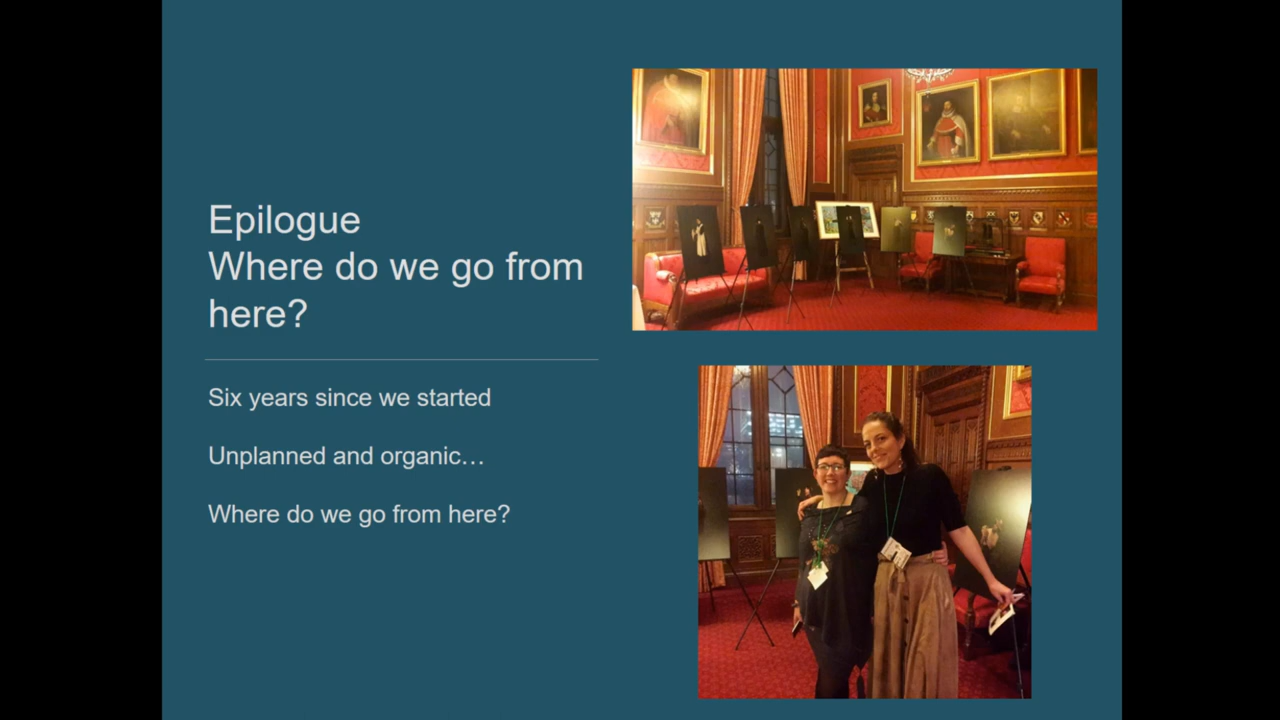 Epilogue
Where do we go from
here?
Six years since we started
Unplanned and organic…
Where do we go from here?